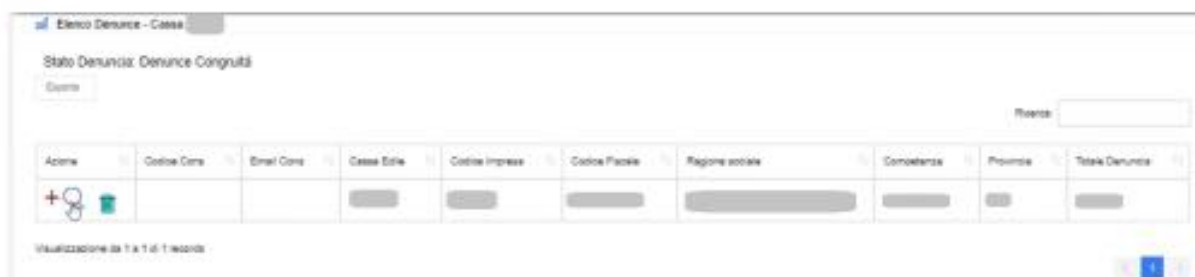 Elenco Denunce - Cassa
Stato Denuncia: Denunce Congruità
Esporta
Ricerca:
Azione Codice Cons Email Cons Cassa Edile Codice Impresa Codice Fiscale Ragione sociale Competenza Provincia Totale Denuncia
Visualizzazione da 1 a 1 di 1 records
1